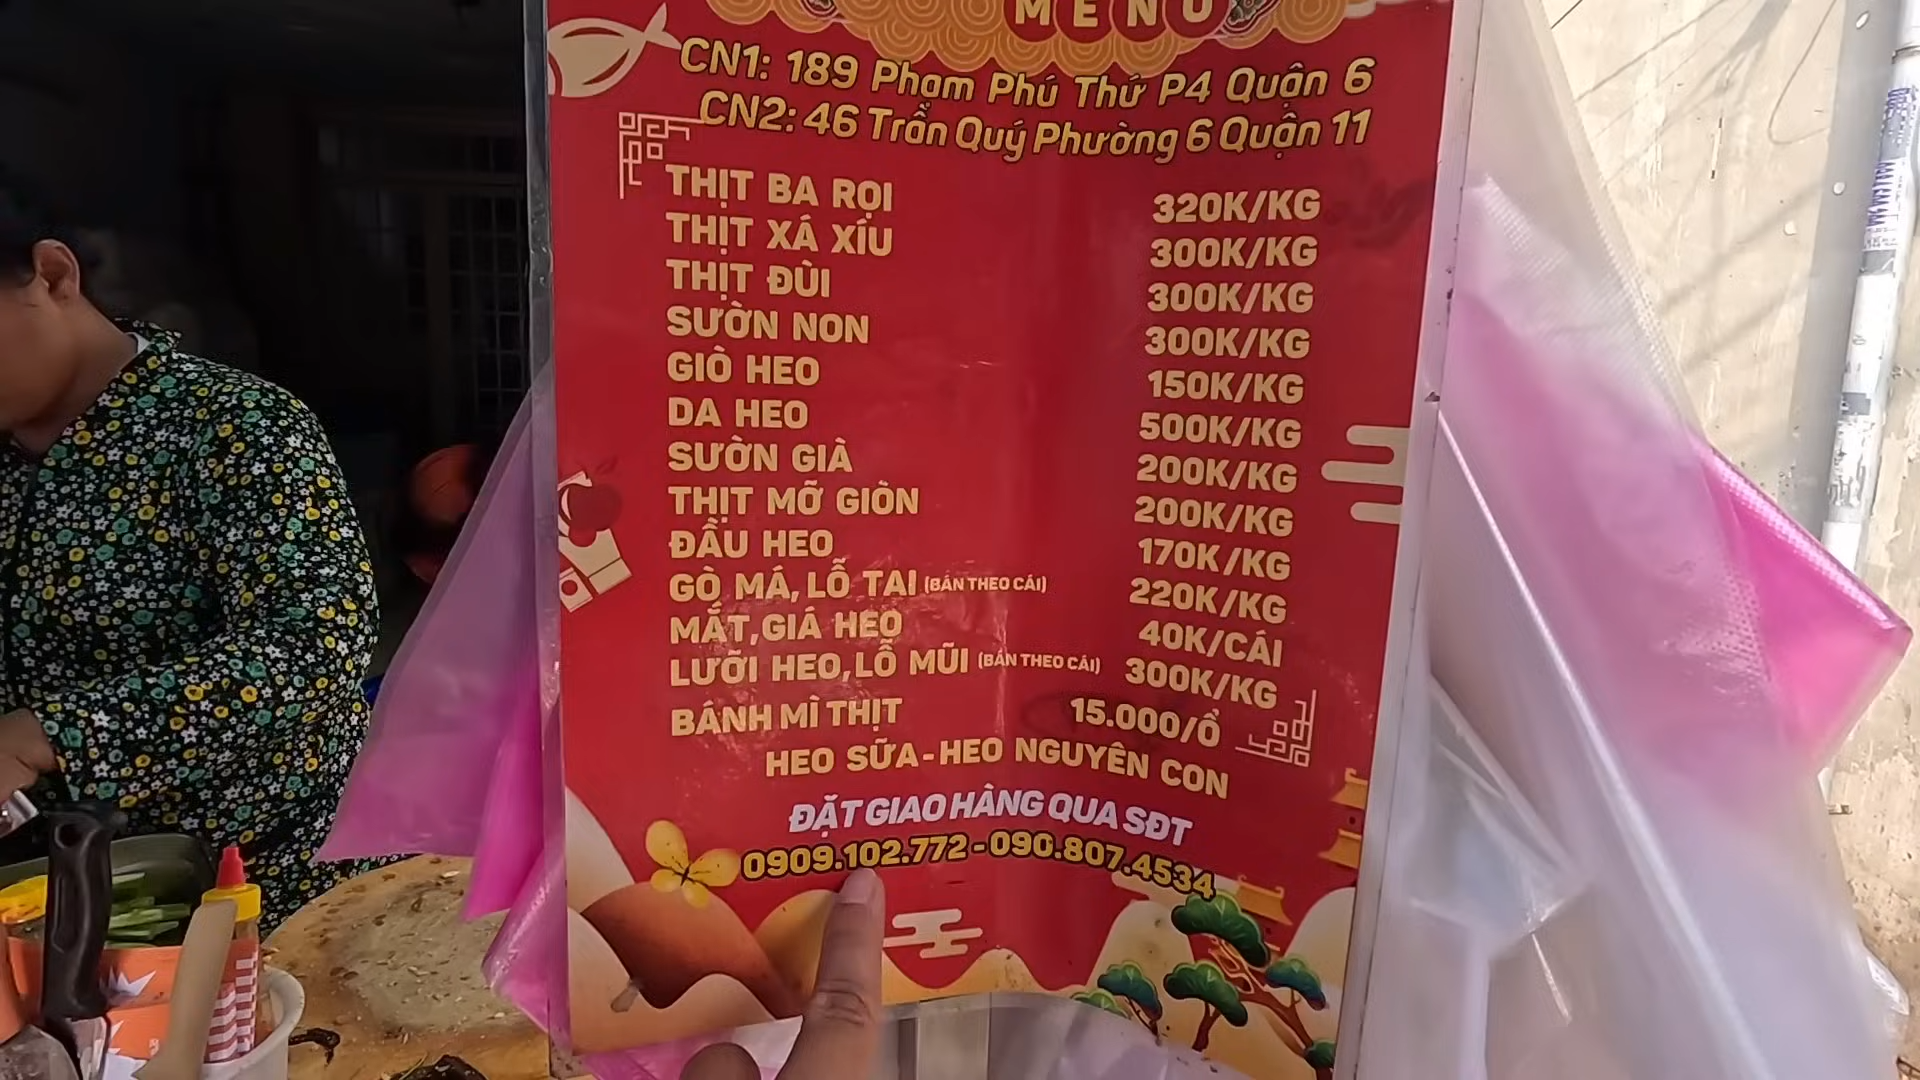 MENU
CN1: 189 Phạm Phú Thứ P4 Quận 6
CN2: 46 Trần Quý Phường 6 Quận 11
THỊT BA RỌI 320K/KG
THỊT XÁ XÍU 300K/KG
THỊT ĐÙI 300K/KG
SƯỜN NON 300K/KG
GIÒ HEO 150K/KG
DA HEO 500K/KG
SƯỜN GIÀ 200K/KG
THỊT MỠ GIÒN 200K/KG
ĐẦU HEO 170K/KG
GÒ MÁ, LỖ TAI (BÁN THEO CÁI) 220K/KG
MẮT, GIÁ HEO 40K/CÁI
LƯỠI HEO, LỖ MŨI (BÁN THEO CÁI) 300K/KG
BÁNH MÌ THỊT 15.000/Ổ
HEO SỮA - HEO NGUYÊN CON
ĐẶT GIAO HÀNG QUA SĐT
0909.102.772 - 090.807.4534